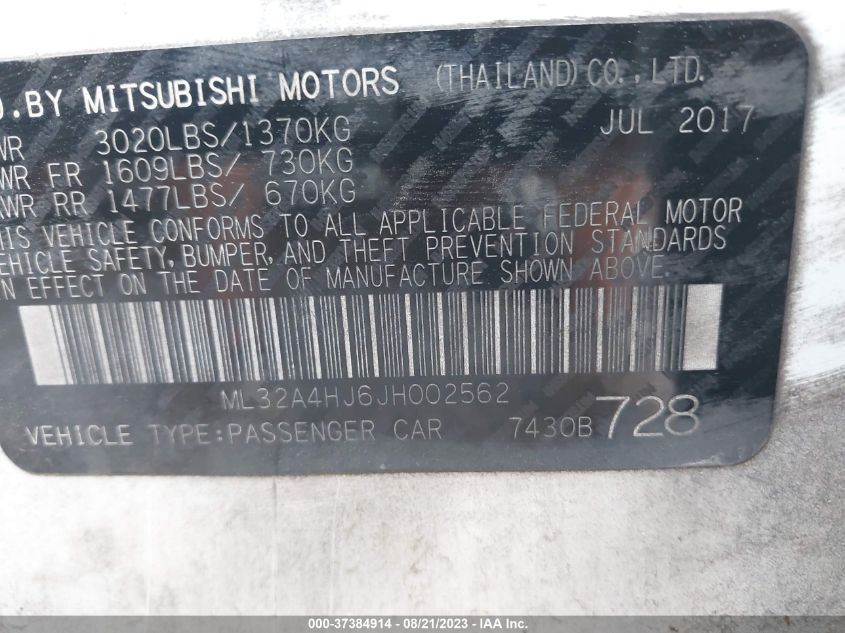 .BY MITSUBISHI MOTORS (THAILAND) CO., LTD.
WR 3020LBS/1370KG JUL 2017
WR FR 1609LBS/ 730KG
WR RR 1477LBS/ 670KG
IS VEHICLE CONFORMS TO ALL APPLICABLE FEDERAL MOTOR
EHICLE SAFETY, BUMPER, AND THEFT PREVENTION STANDARDS
N EFFECT ON THE DATE OF MANUFACTURE SHOWN ABOVE.
ML32A4HJ6JH002562
VEHICLE TYPE:PASSENGER CAR 7430B 728
000-37384914 - 08/21/2023 - IAA Inc.